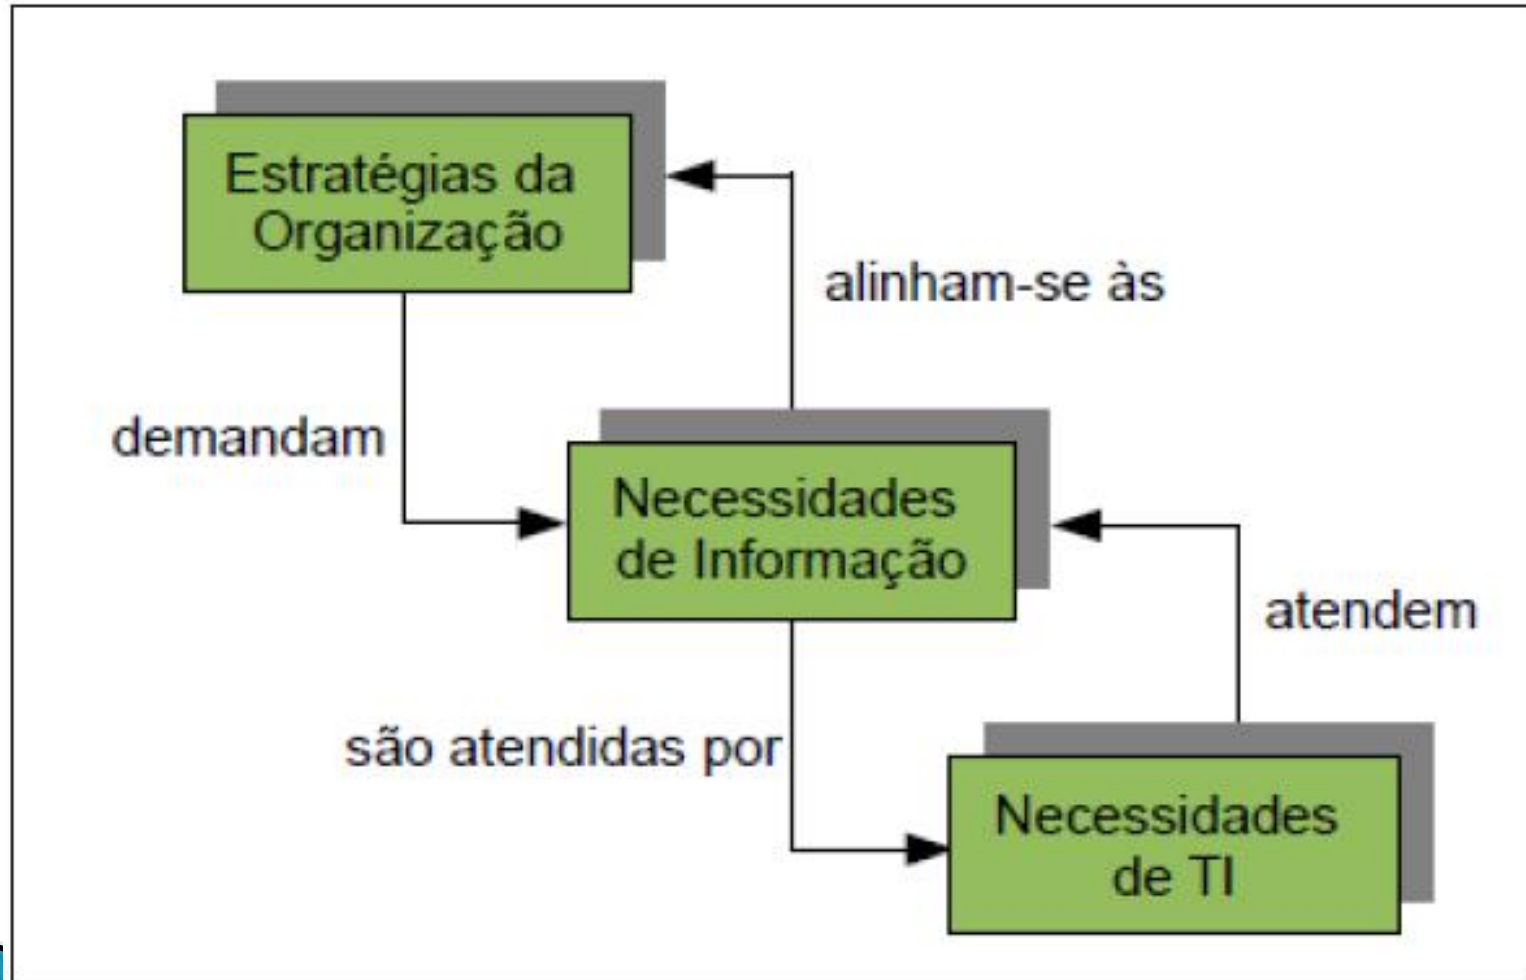 Estratégias da
Organização
alinham-se às
demandam
Necessidades
de Informação
atendem
são atendidas por
Necessidades
de TI